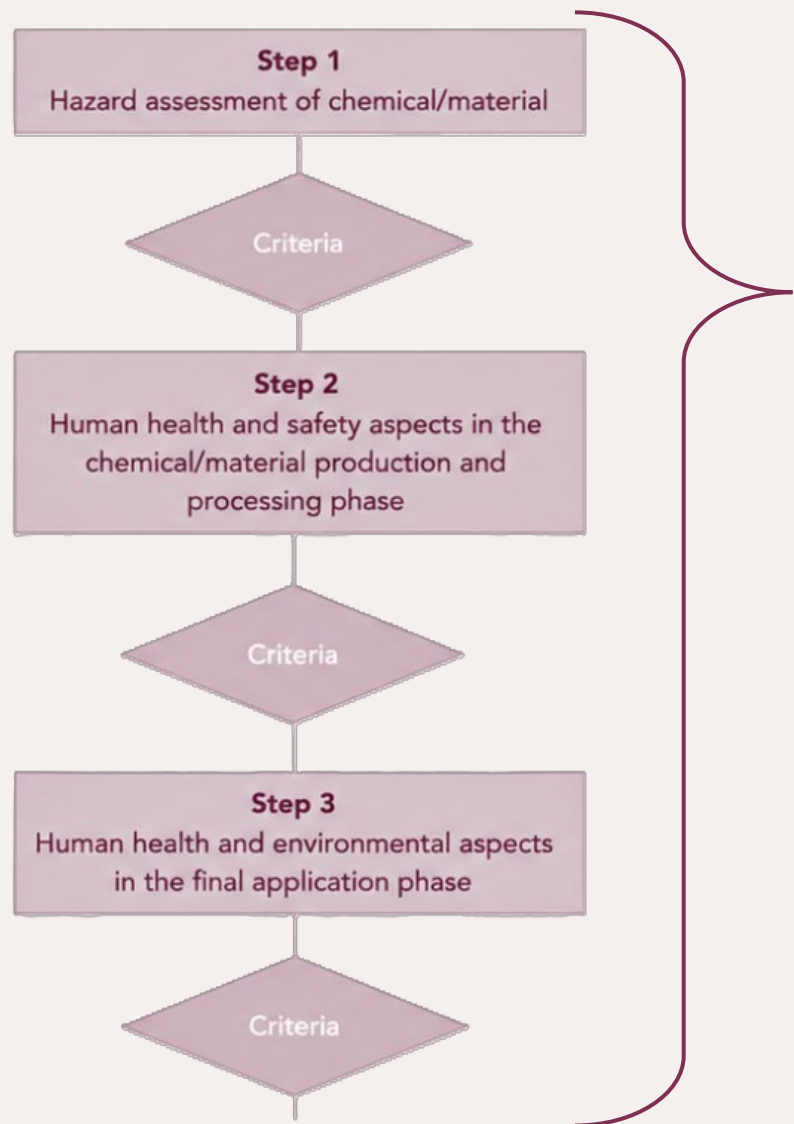 Step 1
Hazard assessment of chemical/material
Criteria
Step 2
Human health and safety aspects in the
chemical/material production and
processing phase
Criteria
Step 3
Human health and environmental aspects
in the final application phase
Criteria